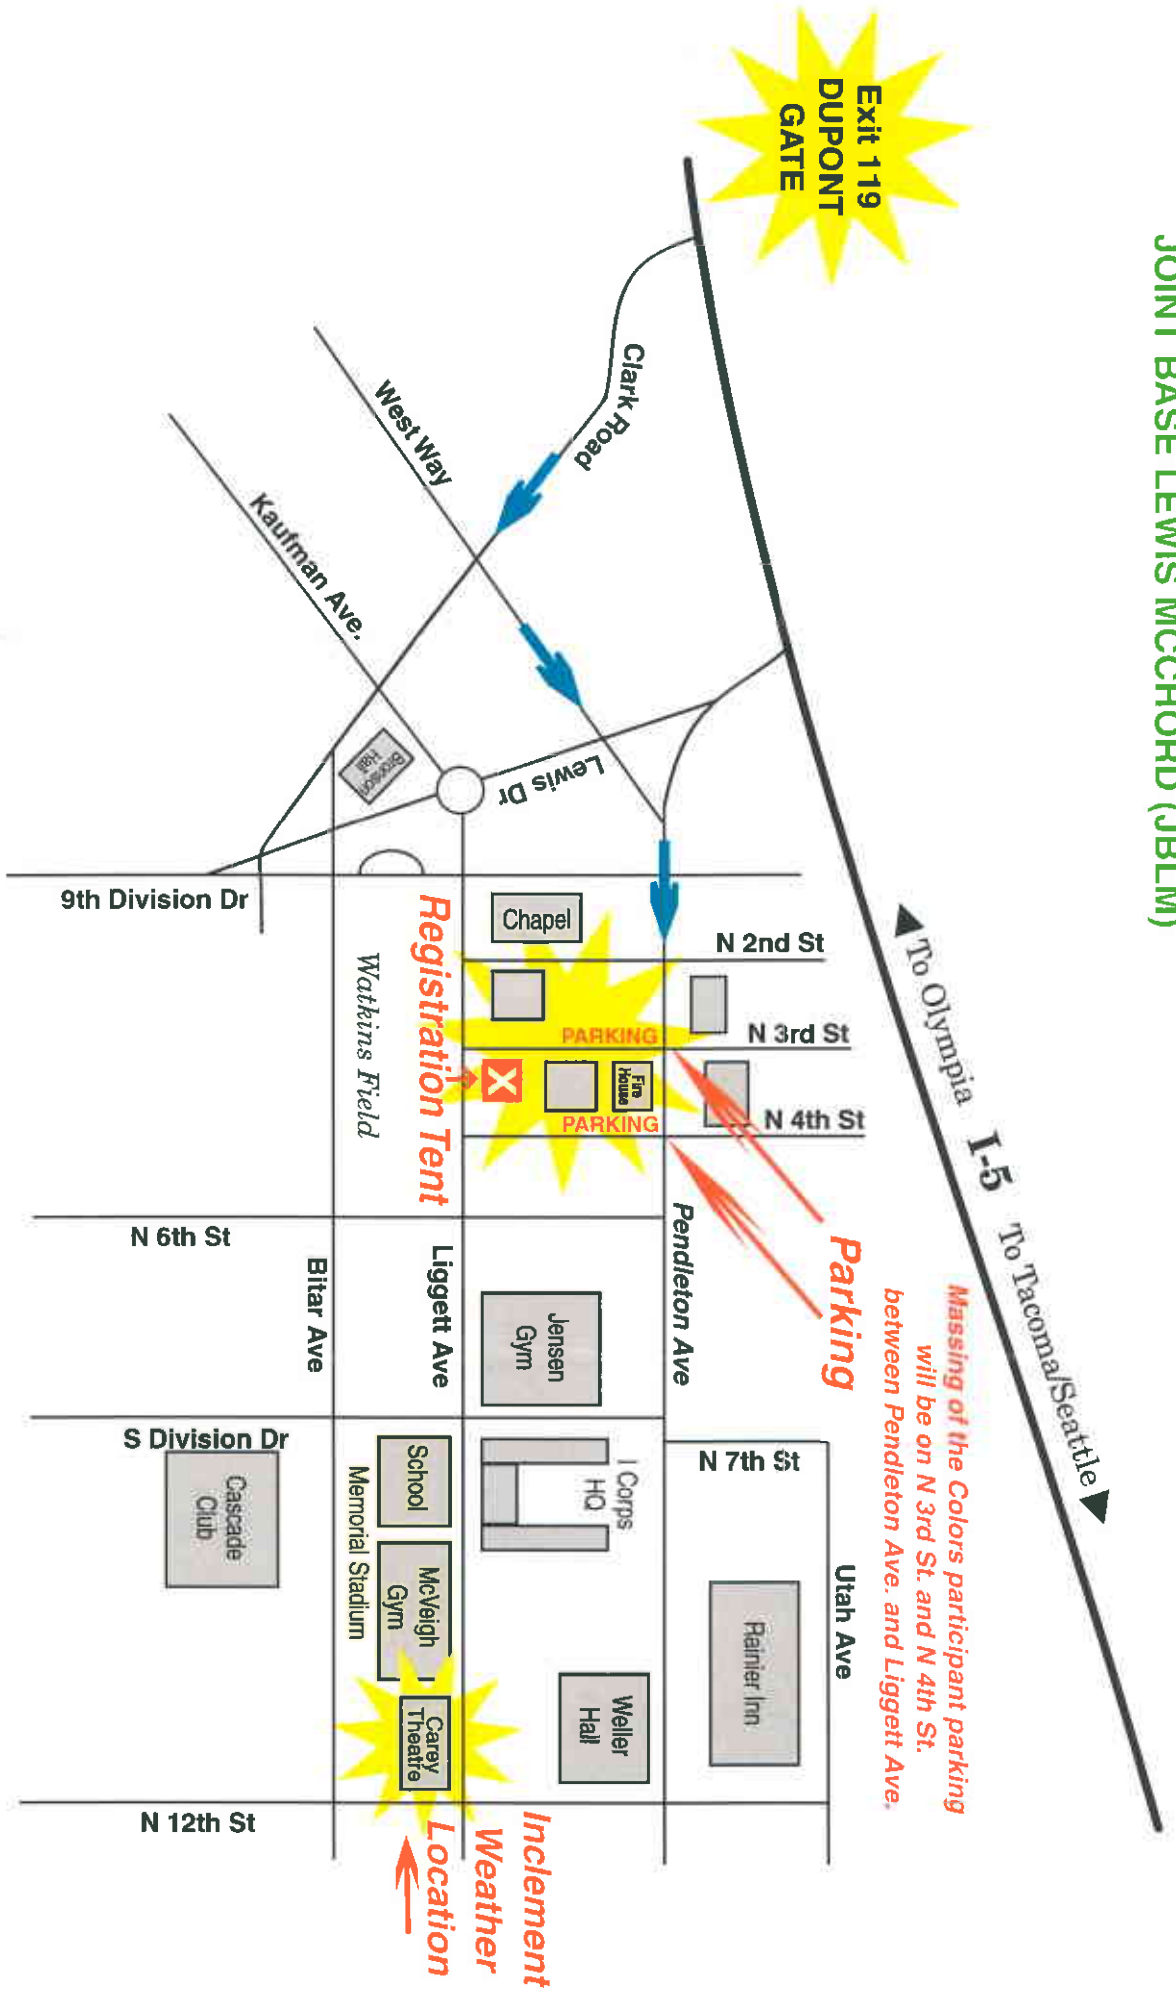 JOINT BASE LEWIS MCCHORD (JBLM)
Exit 119
DUPONT
GATE
Clark Road
West Way
Kaufman Ave.
Bronson
Hall
Lewis Dr
To Olympia
I-5
To Tacoma/Seattle
Massing of the Colors participant parking
will be on N 3rd St. and N 4th St.
between Pendleton Ave. and Liggett Ave.
Parking
9th Division Dr
Chapel
N 2nd St
N 3rd St
N 4th St
PARKING
Fire
House
PARKING
X
Registration Tent
Watkins Field
N 6th St
Pendleton Ave
Liggett Ave
Bitar Ave
Jensen
Gym
S Division Dr
N 7th St
Utah Ave
I Corps
HQ
School
McVeigh
Gym
Memorial Stadium
Cascade
Club
Rainier Inn
Weller
Hall
Carey
Theatre
N 12th St
Inclement
Weather
Location